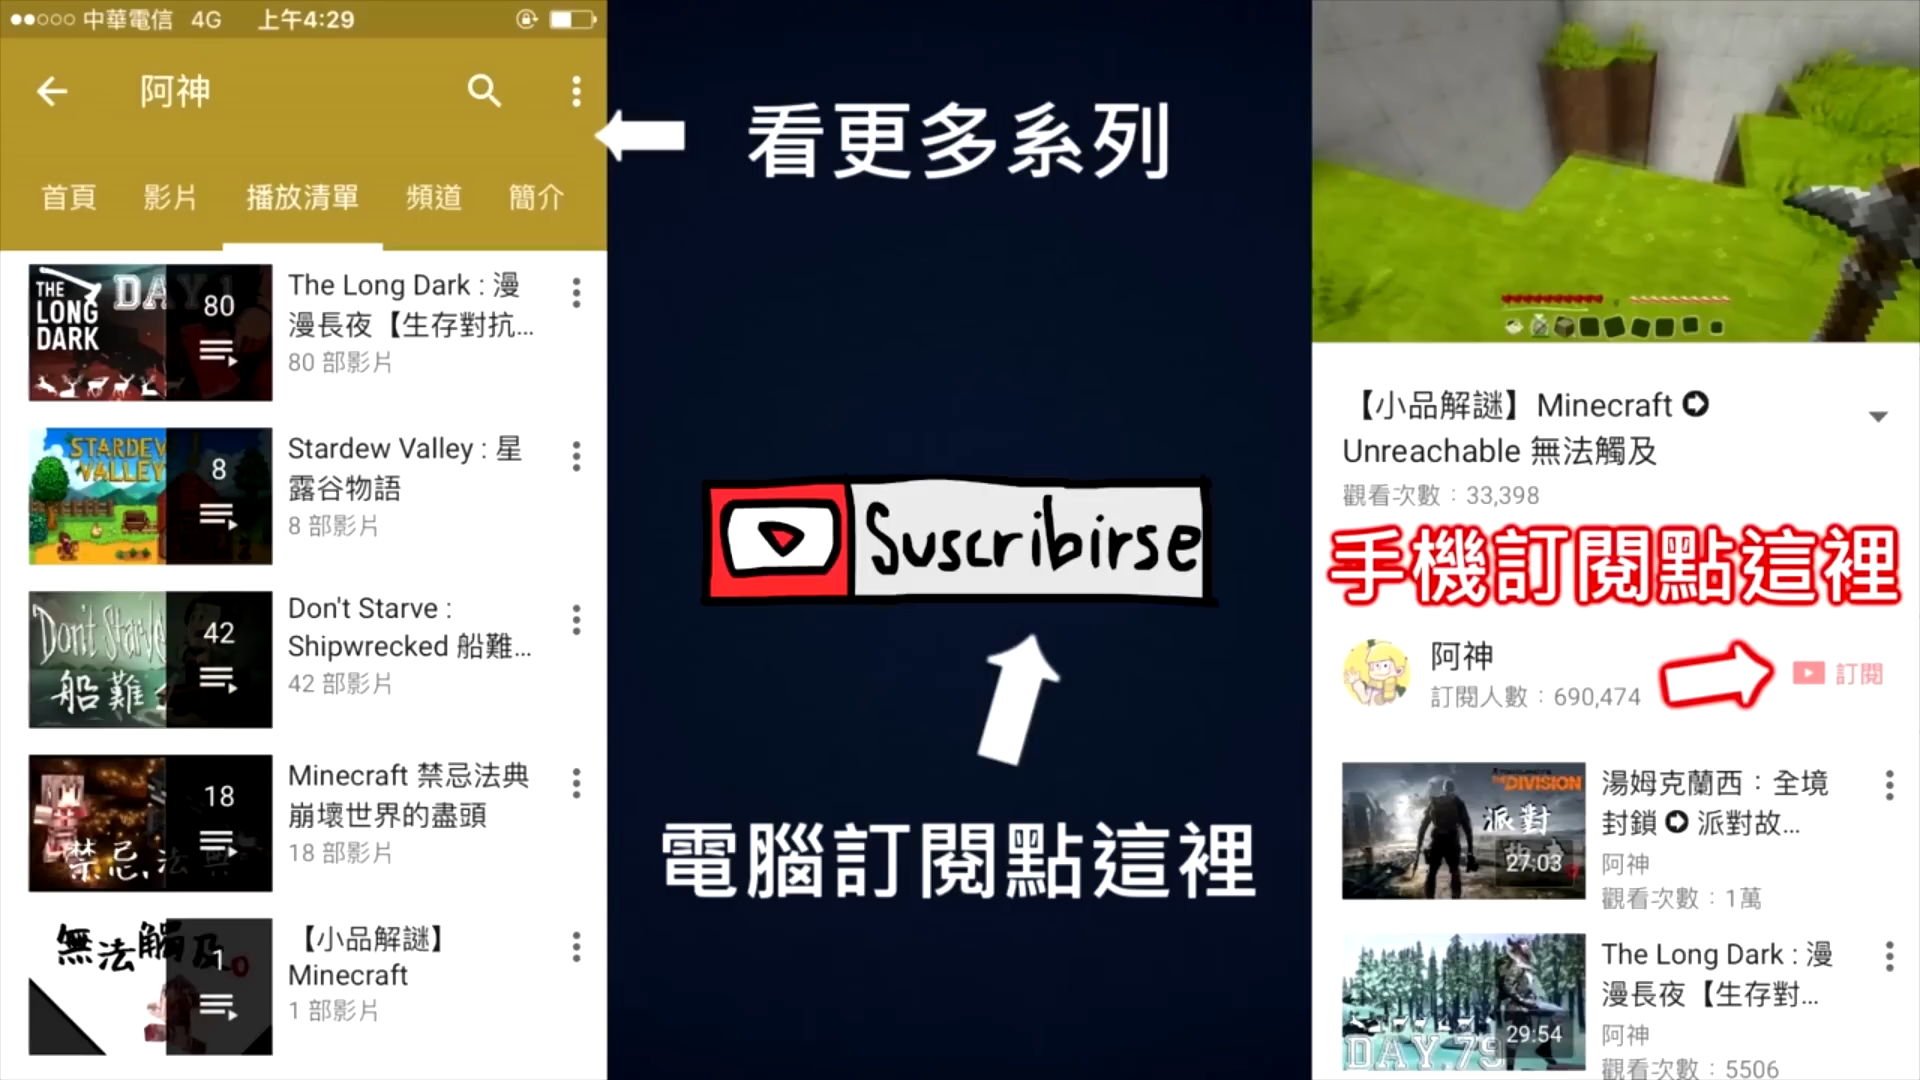 中華電信 4G 上午4:29
阿神
首頁 影片 播放清單 頻道 簡介
THE LONG DARK DAY 1
80
The Long Dark : 漫
漫長夜【生存對抗...
80 部影片
STARDEW VALLEY
8
Stardew Valley : 星
露谷物語
8 部影片
Dont Starve
船難
42
Don't Starve :
Shipwrecked 船難...
42 部影片
禁忌法典
18
Minecraft 禁忌法典
崩壞世界的盡頭
18 部影片
無法觸及
1
【小品解謎】
Minecraft
1 部影片
看更多系列
Suscribirse
電腦訂閱點這裡
【小品解謎】Minecraft ➲
Unreachable 無法觸及
觀看次數：33,398
手機訂閱點這裡
阿神
訂閱人數：690,474
訂閱
THE DIVISION
派對
27:03
湯姆克蘭西：全境
封鎖 ➲ 派對故...
阿神
觀看次數：1萬
DAY.79
29:54
The Long Dark : 漫
漫長夜【生存對...
阿神
觀看次數：5506